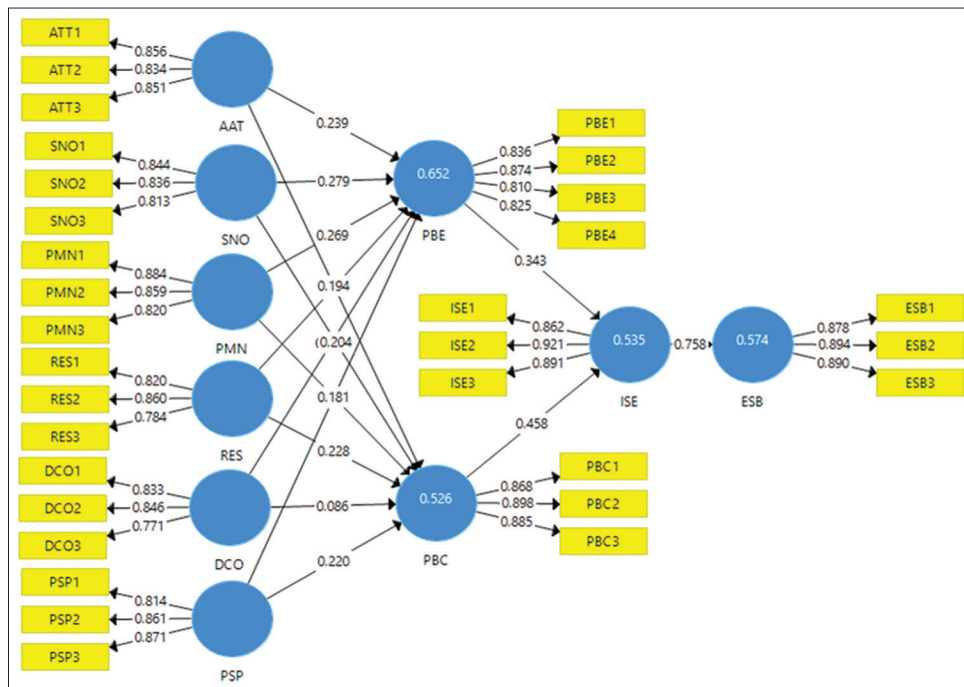 ATT1
0.856
ATT2
0.834
ATT3
0.851
AAT
SNO1
0.844
SNO2
0.836
SNO3
0.813
SNO
PMN1
0.884
PMN2
0.859
PMN3
0.820
PMN
RES1
0.820
RES2
0.860
RES3
0.784
RES
DCO1
0.833
DCO2
0.846
DCO3
0.771
DCO
PSP1
0.814
PSP2
0.861
PSP3
0.871
PSP
0.239
0.279
0.269
0.194
(0.204
0.181
0.228
0.086
0.220
0.652
PBE
0.836
PBE1
0.874
PBE2
0.810
PBE3
0.825
PBE4
0.343
ISE1
0.862
ISE2
0.921
ISE3
0.891
0.535
ISE
0.758
0.574
ESB
0.878
ESB1
0.894
ESB2
0.890
ESB3
0.458
0.526
PBC
0.868
PBC1
0.898
PBC2
0.885
PBC3